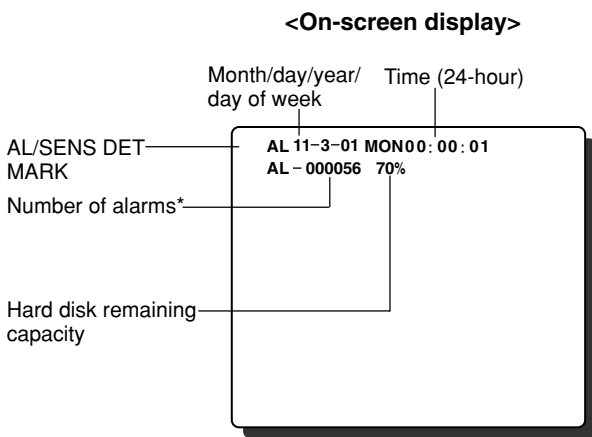 <On-screen display>
Month/day/year/
day of week
Time (24-hour)
AL/SENS DET
MARK
AL 11-3-01 MON00:00:01
AL-000056 70%
Number of alarms*
Hard disk remaining
capacity